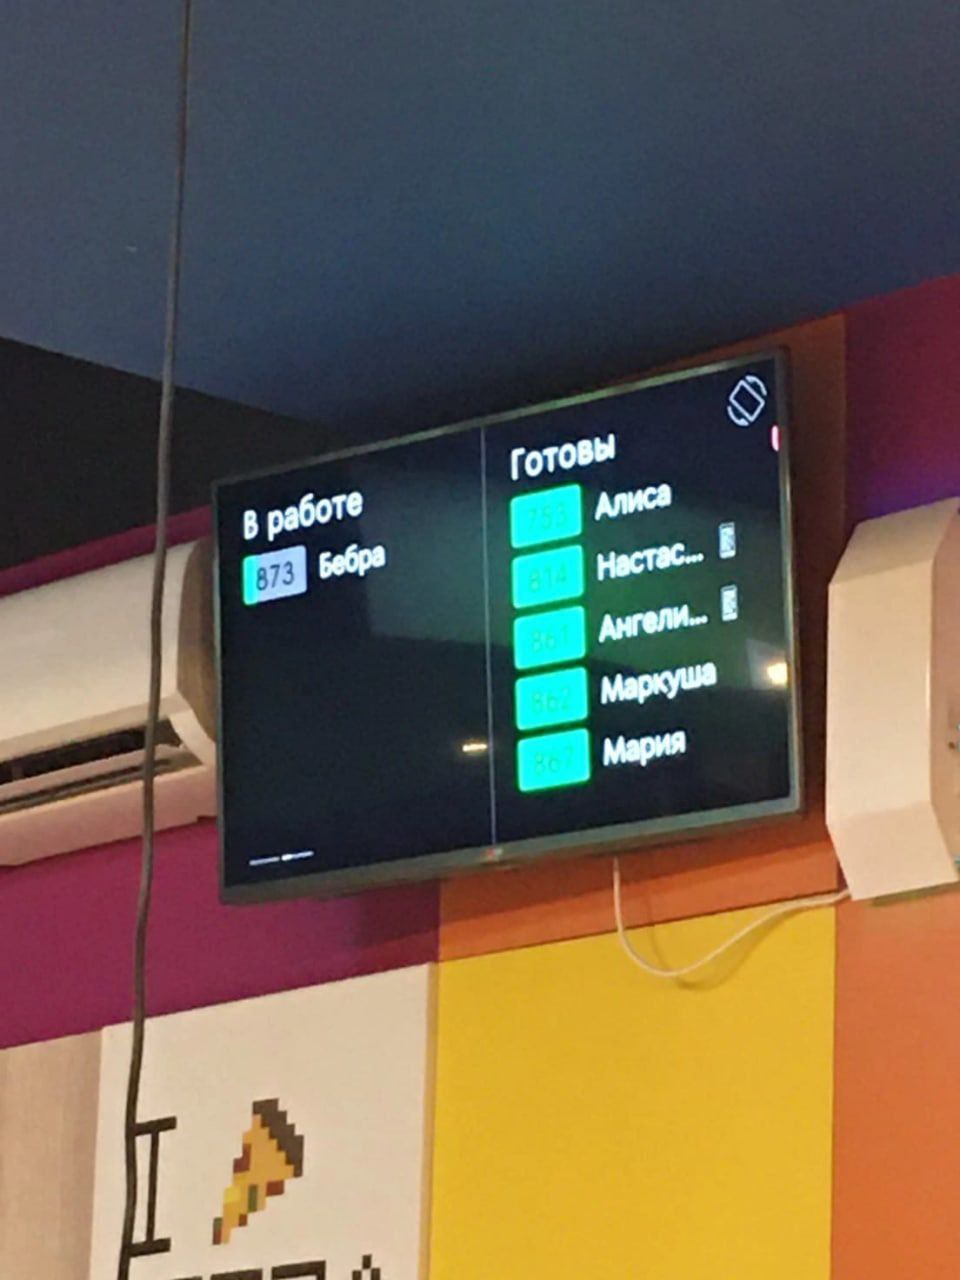 В работе
873 Бебра
Готовы
753 Алиса
814 Настас...
861 Ангели...
862 Маркуша
867 Мария
I